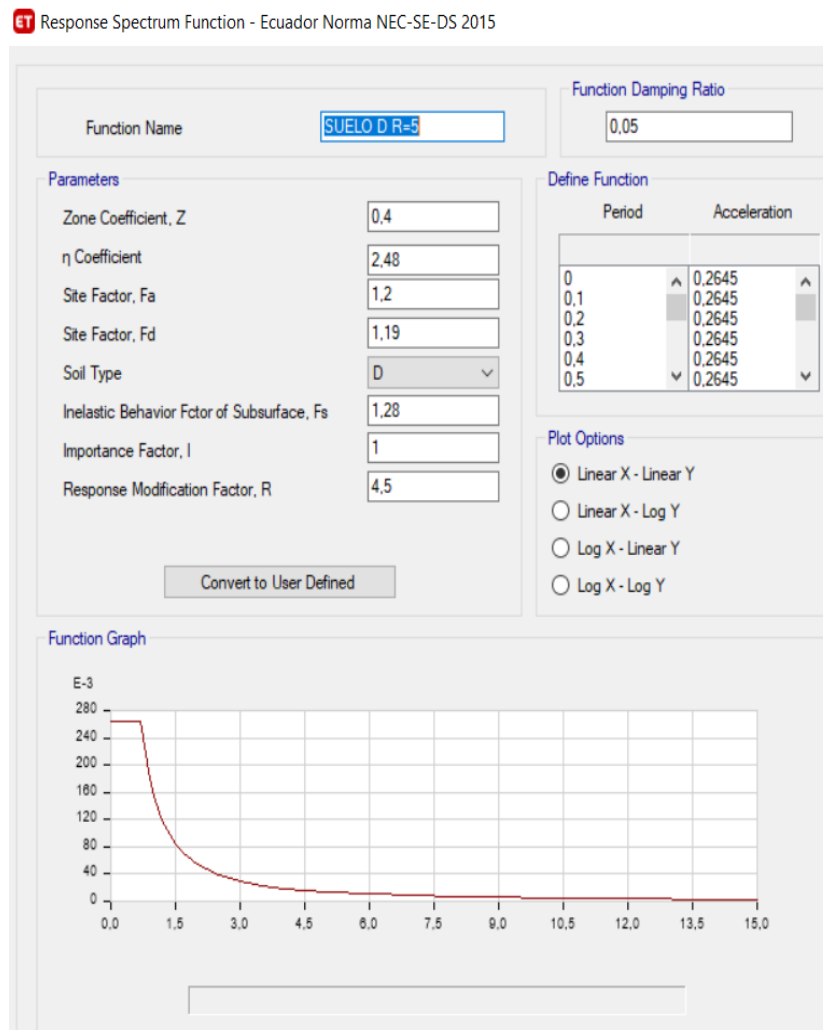 ET Response Spectrum Function - Ecuador Norma NEC-SE-DS 2015
Function Name
SUELO D R=5
Function Damping Ratio
0,05
Parameters
Zone Coefficient, Z 0,4
η Coefficient 2,48
Site Factor, Fa 1,2
Site Factor, Fd 1,19
Soil Type D
Inelastic Behavior Fctor of Subsurface, Fs 1,28
Importance Factor, I 1
Response Modification Factor, R 4,5
Convert to User Defined
Define Function
Period Acceleration
0 0,2645
0,1 0,2645
0,2 0,2645
0,3 0,2645
0,4 0,2645
0,5 0,2645
Plot Options
Linear X - Linear Y
Linear X - Log Y
Log X - Linear Y
Log X - Log Y
Function Graph
E-3
280
240
200
160
120
80
40
0
0,0 1,5 3,0 4,5 6,0 7,5 9,0 10,5 12,0 13,5 15,0